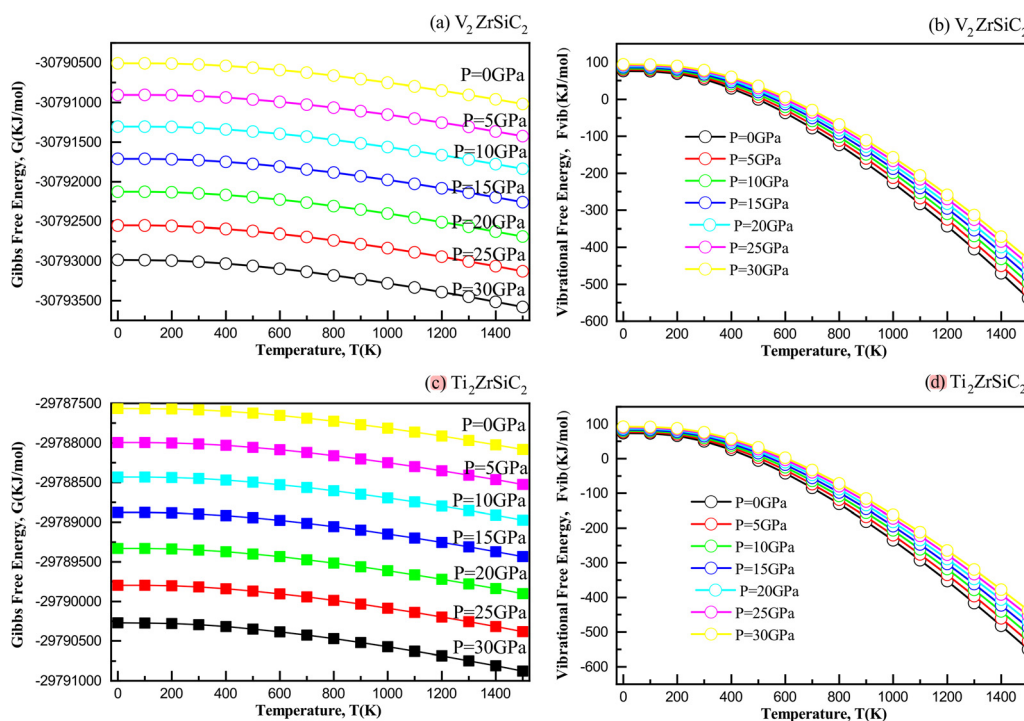 (a) V2ZrSiC2
Gibbs Free Energy, G(KJ/mol)
-30790500
-30791000
-30791500
-30792000
-30792500
-30793000
-30793500
P=0GPa
P=5GPa
P=10GPa
P=15GPa
P=20GPa
P=25GPa
P=30GPa
0 200 400 600 800 1000 1200 1400
Temperature, T(K)
(b) V2ZrSiC2
Vibrational Free Energy, Fvib(KJ/mol)
100
0
-100
-200
-300
-400
-500
-600
P=0GPa
P=5GPa
P=10GPa
P=15GPa
P=20GPa
P=25GPa
P=30GPa
0 200 400 600 800 1000 1200 1400
Temperature, T(K)
(c) Ti2ZrSiC2
Gibbs Free Energy, G(KJ/mol)
-29787500
-29788000
-29788500
-29789000
-29789500
-29790000
-29790500
-29791000
P=0GPa
P=5GPa
P=10GPa
P=15GPa
P=20GPa
P=25GPa
P=30GPa
0 200 400 600 800 1000 1200 1400
Temperature, T(K)
(d) Ti2ZrSiC2
Vibrational Free Energy, Fvib(KJ/mol)
100
0
-100
-200
-300
-400
-500
-600
P=0GPa
P=5GPa
P=10GPa
P=15GPa
P=20GPa
P=25GPa
P=30GPa
0 200 400 600 800 1000 1200 1400
Temperature, T(K)